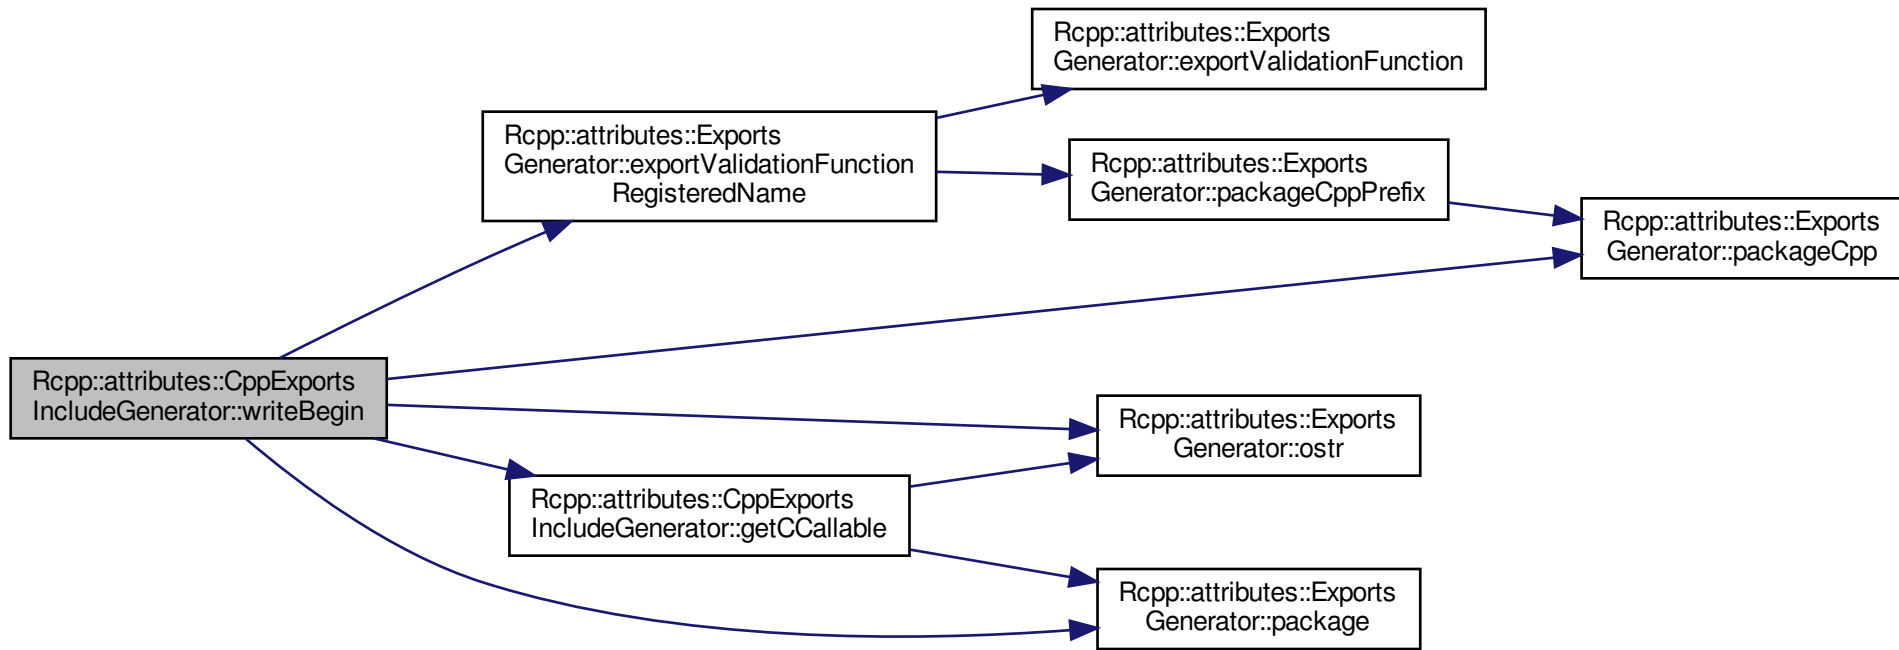 Rcpp::attributes::Exports
Generator::exportValidationFunction
Rcpp::attributes::Exports
Generator::exportValidationFunction
RegisteredName
Rcpp::attributes::Exports
Generator::packageCppPrefix
Rcpp::attributes::Exports
Generator::packageCpp
Rcpp::attributes::CppExports
IncludeGenerator::writeBegin
Rcpp::attributes::Exports
Generator::ostr
Rcpp::attributes::CppExports
IncludeGenerator::getCCallable
Rcpp::attributes::Exports
Generator::package